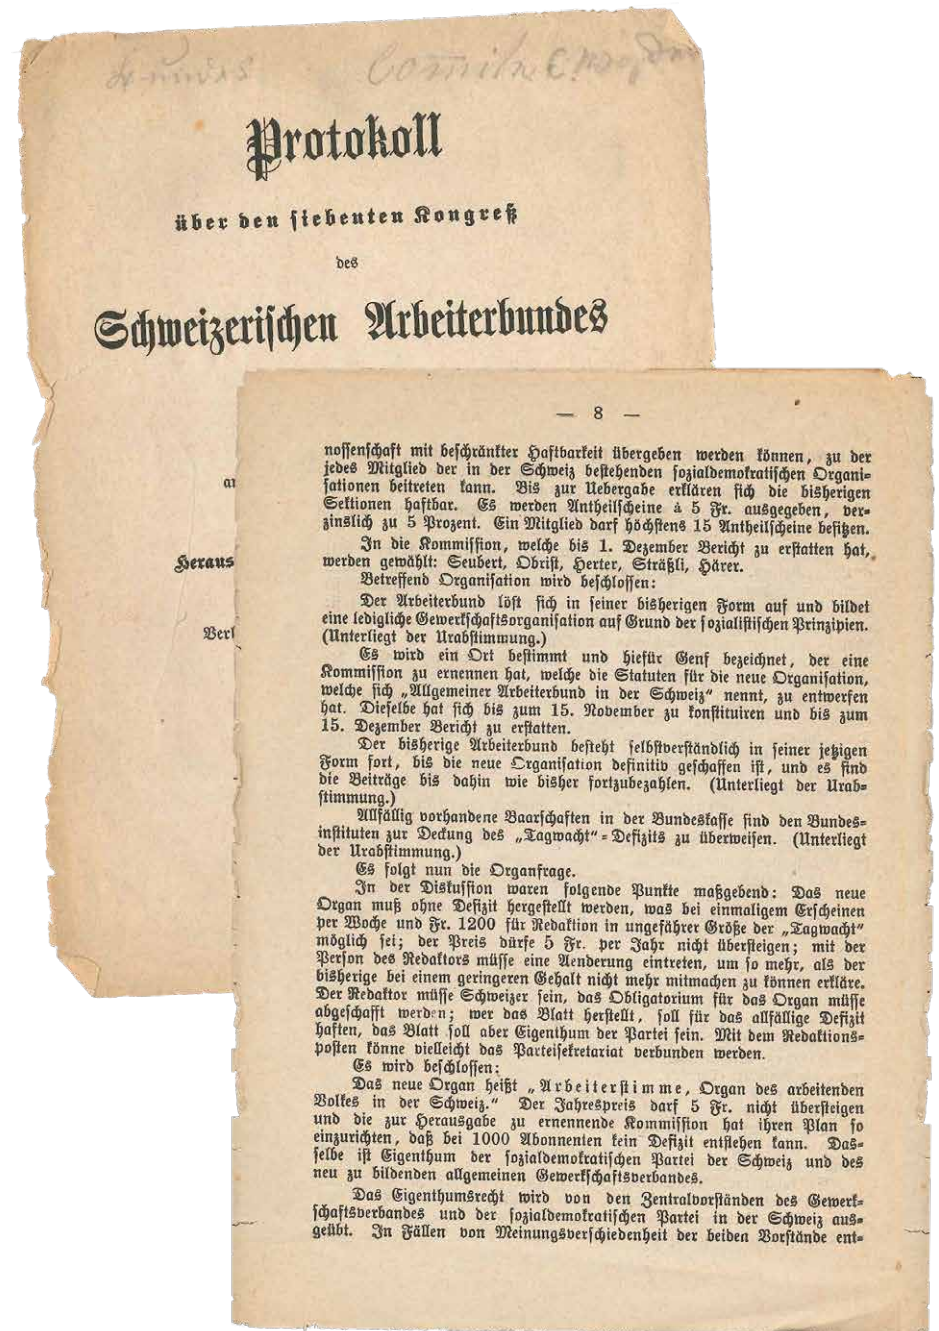 Protokoll
über den siebenten Kongreß
des
Schweizerischen Arbeiterbundes
Heraus
Verl
— 8 —
nossenschaft mit beschränkter Haftbarkeit übergeben werden können, zu der
jedes Mitglied der in der Schweiz bestehenden sozialdemokratischen Organi-
sationen beitreten kann. Bis zur Uebergabe erklären sich die bisherigen
Sektionen haftbar. Es werden Antheilscheine à 5 Fr. ausgegeben, ver-
zinslich zu 5 Prozent. Ein Mitglied darf höchstens 15 Antheilscheine besitzen.
In die Kommission, welche bis 1. Dezember Bericht zu erstatten hat,
werden gewählt: Seubert, Obrist, Herter, Sträßli, Härer.
Betreffend Organisation wird beschlossen:
Der Arbeiterbund löst sich in seiner bisherigen Form auf und bildet
eine ledigliche Gewerkschaftsorganisation auf Grund der sozialistischen Prinzipien.
(Unterliegt der Urabstimmung.)
Es wird ein Ort bestimmt und hiefür Genf bezeichnet, der eine
Kommission zu ernennen hat, welche die Statuten für die neue Organisation,
welche sich „Allgemeiner Arbeiterbund in der Schweiz" nennt, zu entwerfen
hat. Dieselbe hat sich bis zum 15. November zu konstituiren und bis zum
15. Dezember Bericht zu erstatten.
Der bisherige Arbeiterbund besteht selbstverständlich in seiner jetzigen
Form fort, bis die neue Organisation definitiv geschaffen ist, und es sind
die Beiträge bis dahin wie bisher fortzubezahlen. (Unterliegt der Urab-
stimmung.)
Allfällig vorhandene Baarschaften in der Bundeskasse sind den Bundes-
instituten zur Deckung des „Tagwacht"-Defizits zu überweisen. (Unterliegt
der Urabstimmung.)
Es folgt nun die Organfrage.
In der Diskussion waren folgende Punkte maßgebend: Das neue
Organ muß ohne Defizit hergestellt werden, was bei einmaligem Erscheinen
per Woche und Fr. 1200 für Redaktion in ungefährer Größe der „Tagwacht"
möglich sei; der Preis dürfe 5 Fr. per Jahr nicht übersteigen; mit der
Person des Redaktors müsse eine Aenderung eintreten, um so mehr, als der
bisherige bei einem geringeren Gehalt nicht mehr mitmachen zu können erkläre.
Der Redaktor müsse Schweizer sein, das Obligatorium für das Organ müsse
abgeschafft werden; wer das Blatt herstellt, soll für das allfällige Defizit
haften, das Blatt soll aber Eigenthum der Partei sein. Mit dem Redaktions-
posten könne vielleicht das Parteisekretariat verbunden werden.
Es wird beschlossen:
Das neue Organ heißt „Arbeiterstimme, Organ des arbeitenden
Volkes in der Schweiz." Der Jahrespreis darf 5 Fr. nicht übersteigen
und die zur Herausgabe zu ernennende Kommission hat ihren Plan so
einzurichten, daß bei 1000 Abonnenten kein Defizit entstehen kann. Das-
selbe ist Eigenthum der sozialdemokratischen Partei der Schweiz und des
neu zu bildenden allgemeinen Gewerkschaftsverbandes.
Das Eigenthumsrecht wird von den Zentralvorständen des Gewerk-
schaftsverbandes und der sozialdemokratischen Partei in der Schweiz aus-
geübt. In Fällen von Meinungsverschiedenheit der beiden Vorstände ent-